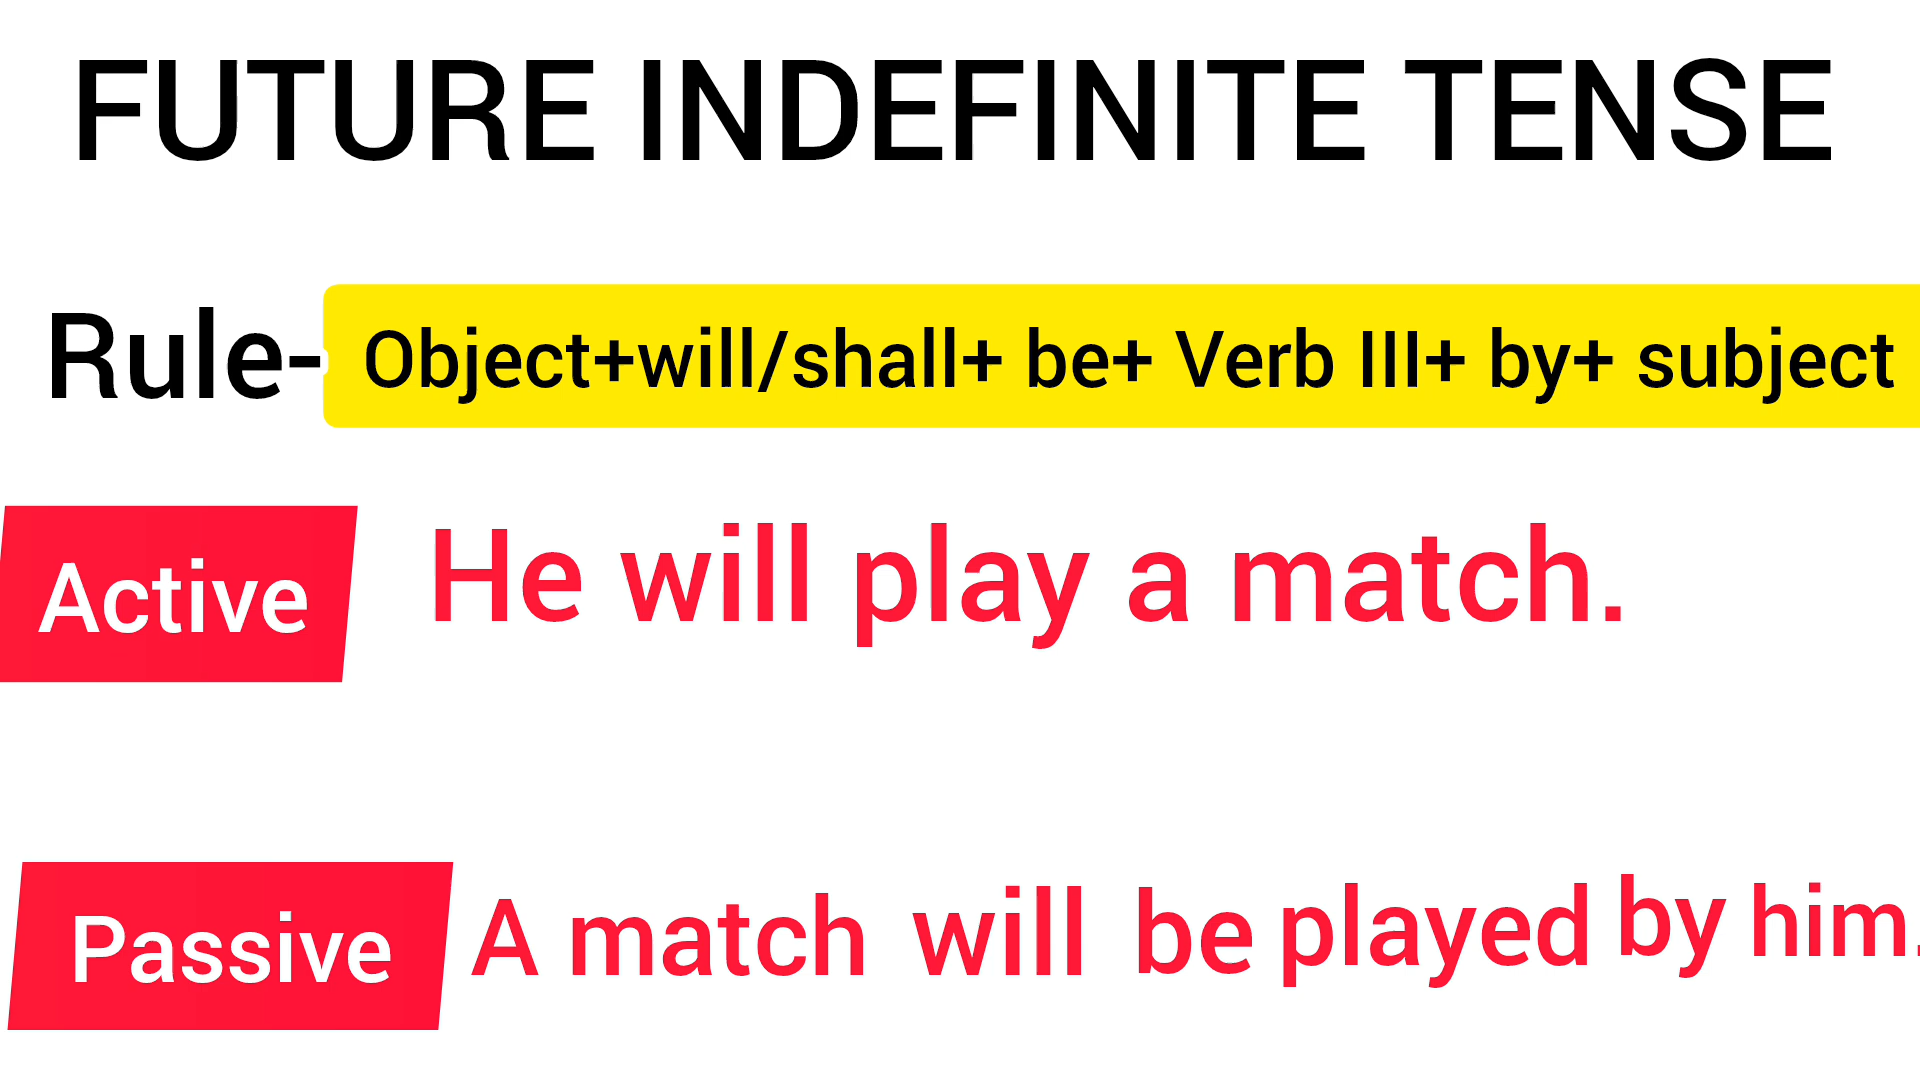 FUTURE INDEFINITE TENSE
Rule- Object+will/shall+ be+ Verb III+ by+ subject
Active He will play a match.
Passive A match will be played by him.